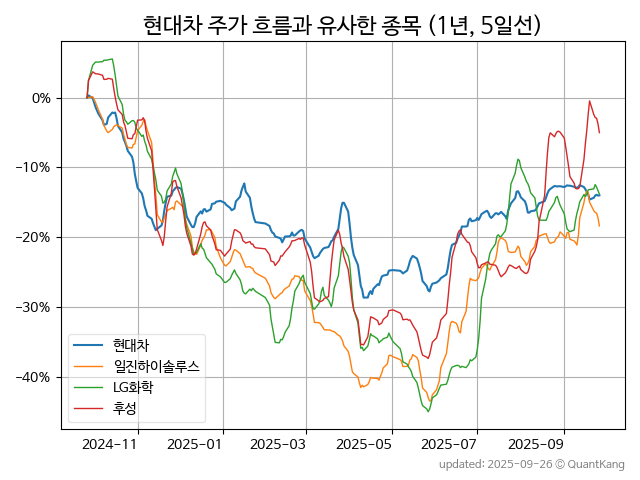 현대차 주가 흐름과 유사한 종목 (1년, 5일선)
0%
−10%
−20%
−30%
−40%
현대차
일진하이솔루스
LG화학
후성
2024-11
2025-01
2025-03
2025-05
2025-07
2025-09
updated: 2025-09-26 © QuantKang